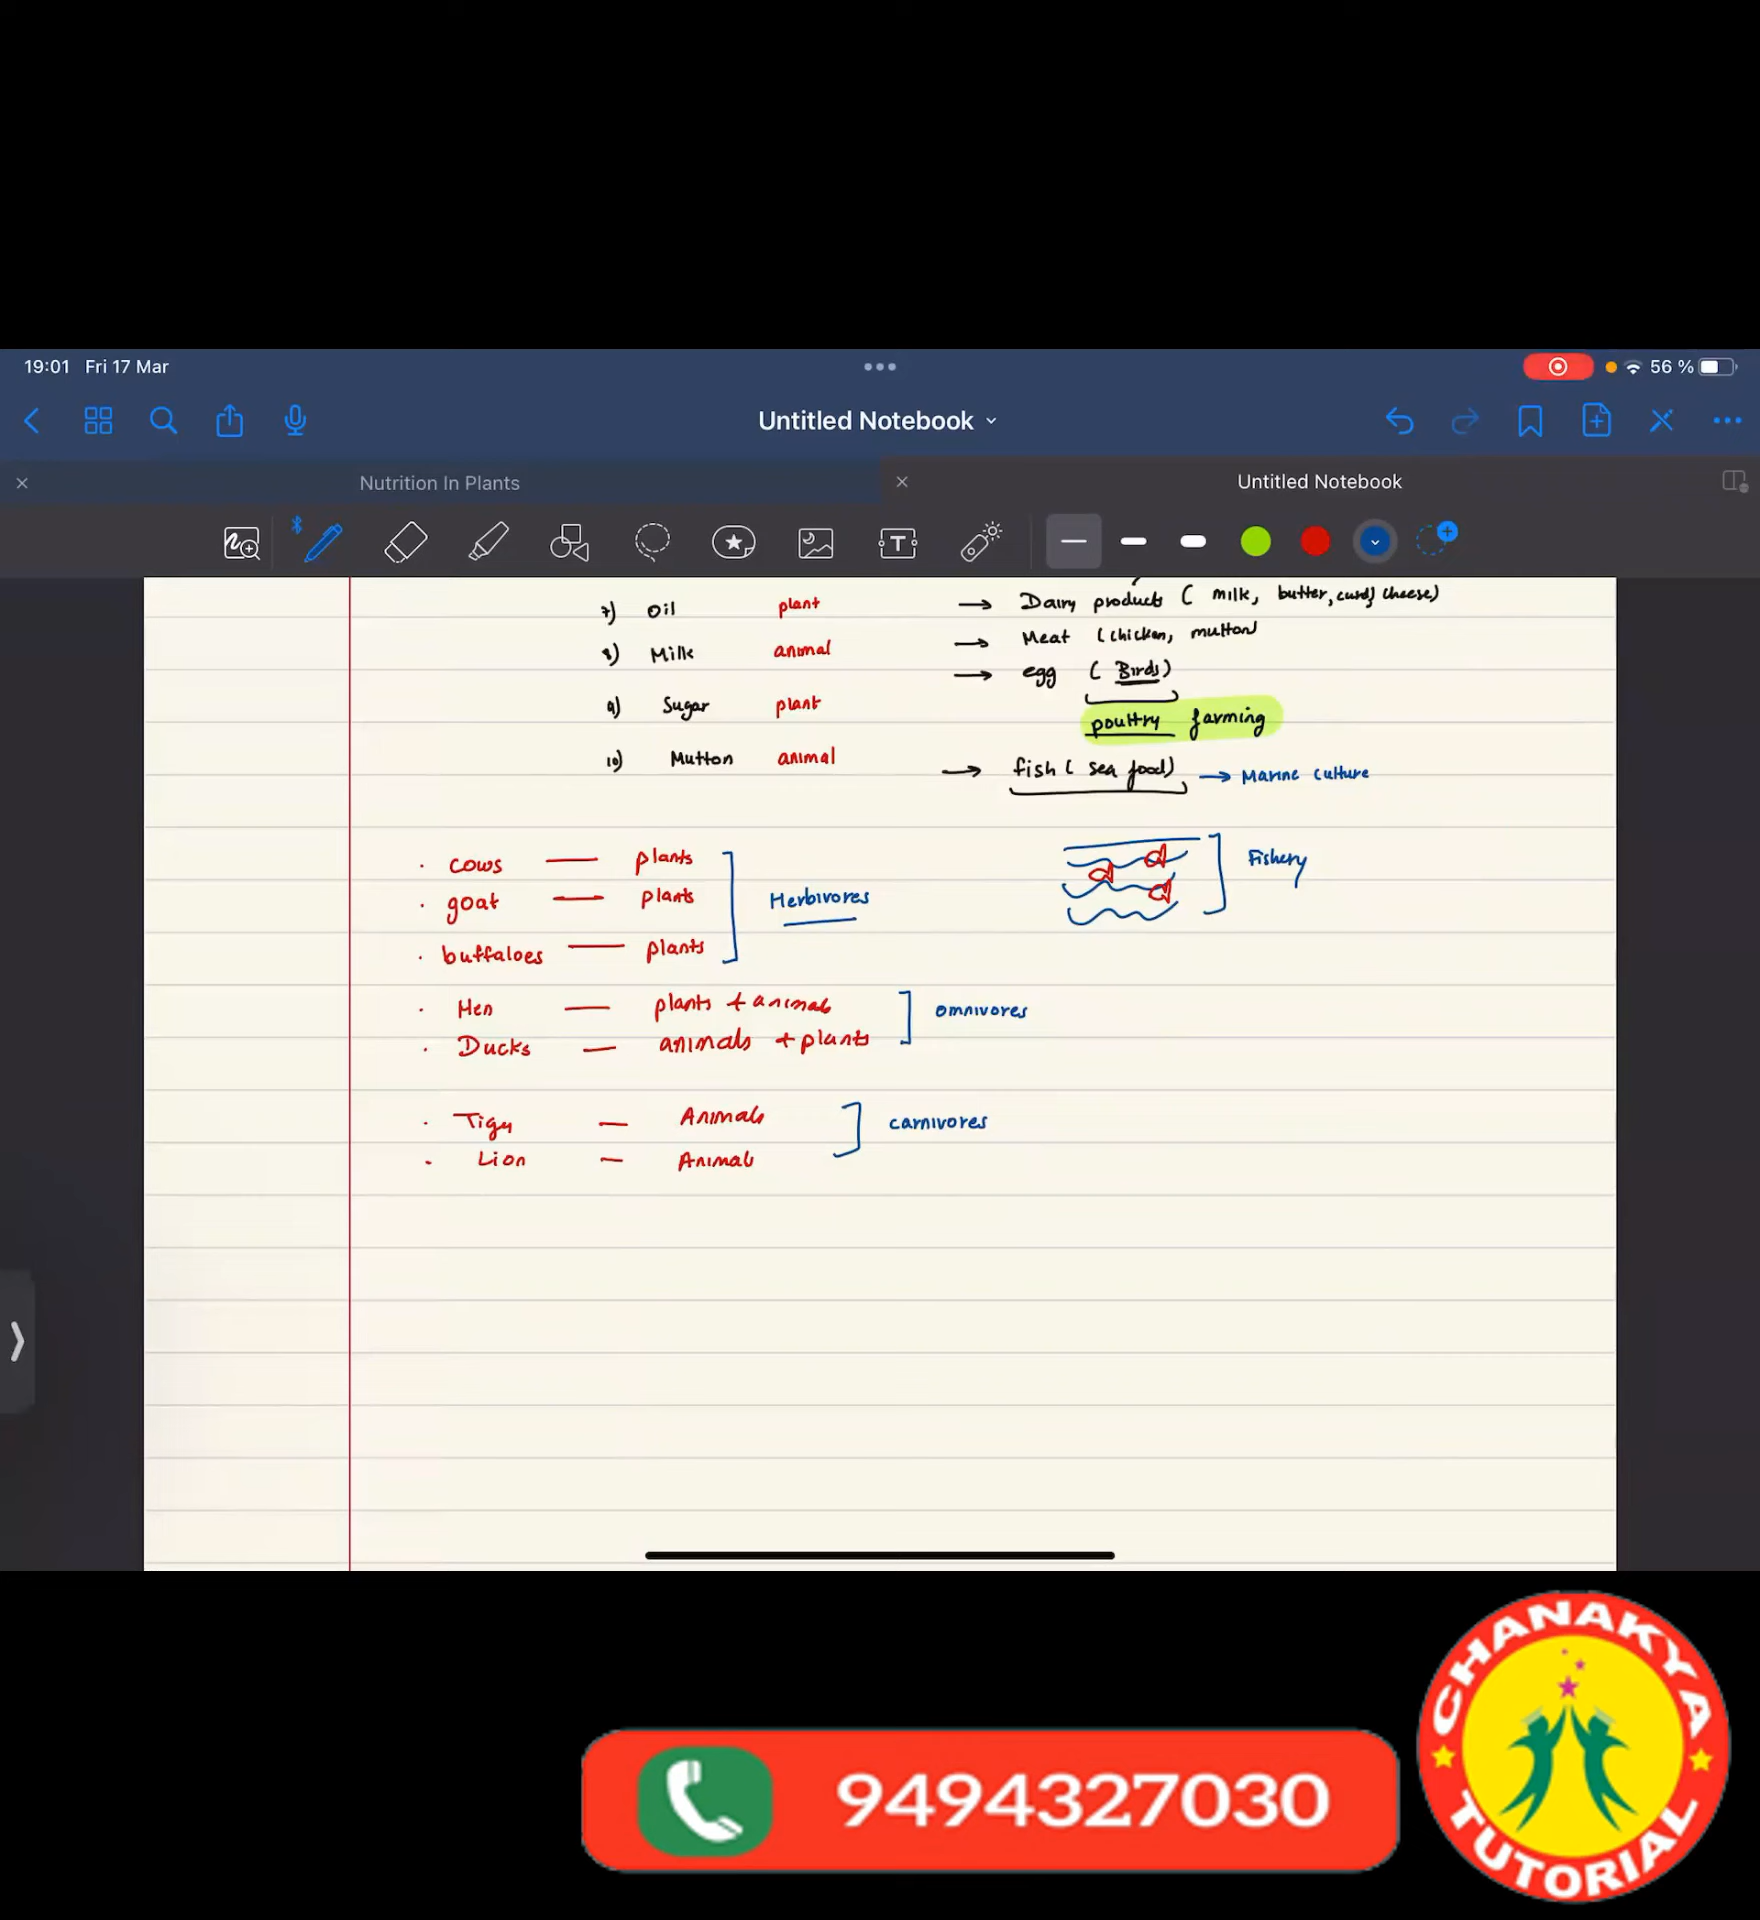 19:01 Fri 17 Mar
56 %
Untitled Notebook
Nutrition In Plants
Untitled Notebook
7) Oil plant
8) Milk animal
9) Sugar plant
10) Mutton animal
→ Dairy products ( milk, butter, curd, cheese)
→ Meat (chicken, mutton)
→ egg ( Birds)
poultry farming
→ fish ( sea food) → Marine culture
Fishery
· cows — plants
· goat — plants
· buffaloes — plants
Herbivores
· Hen — plants + animals
· Ducks — animals + plants
omnivores
· Tiger — Animals
· Lion — Animals
carnivores
9494327030
CHANAKYA
TUTORIAL